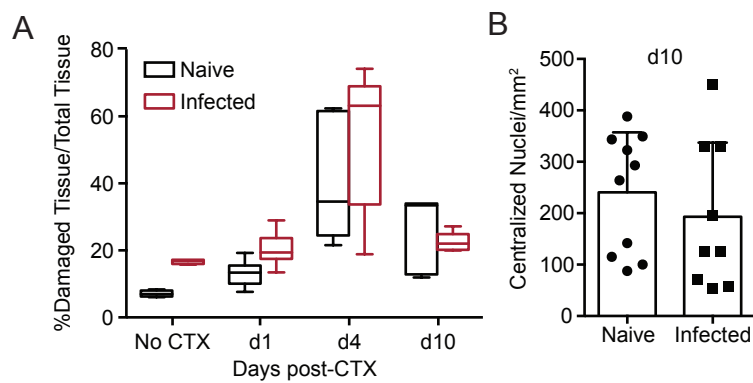 A
%Damaged Tissue/Total Tissue
80
60
40
20
0
Naive
Infected
No CTX
d1
d4
d10
Days post-CTX
B
d10
Centralized Nuclei/mm²
500
400
300
200
100
0
Naive
Infected